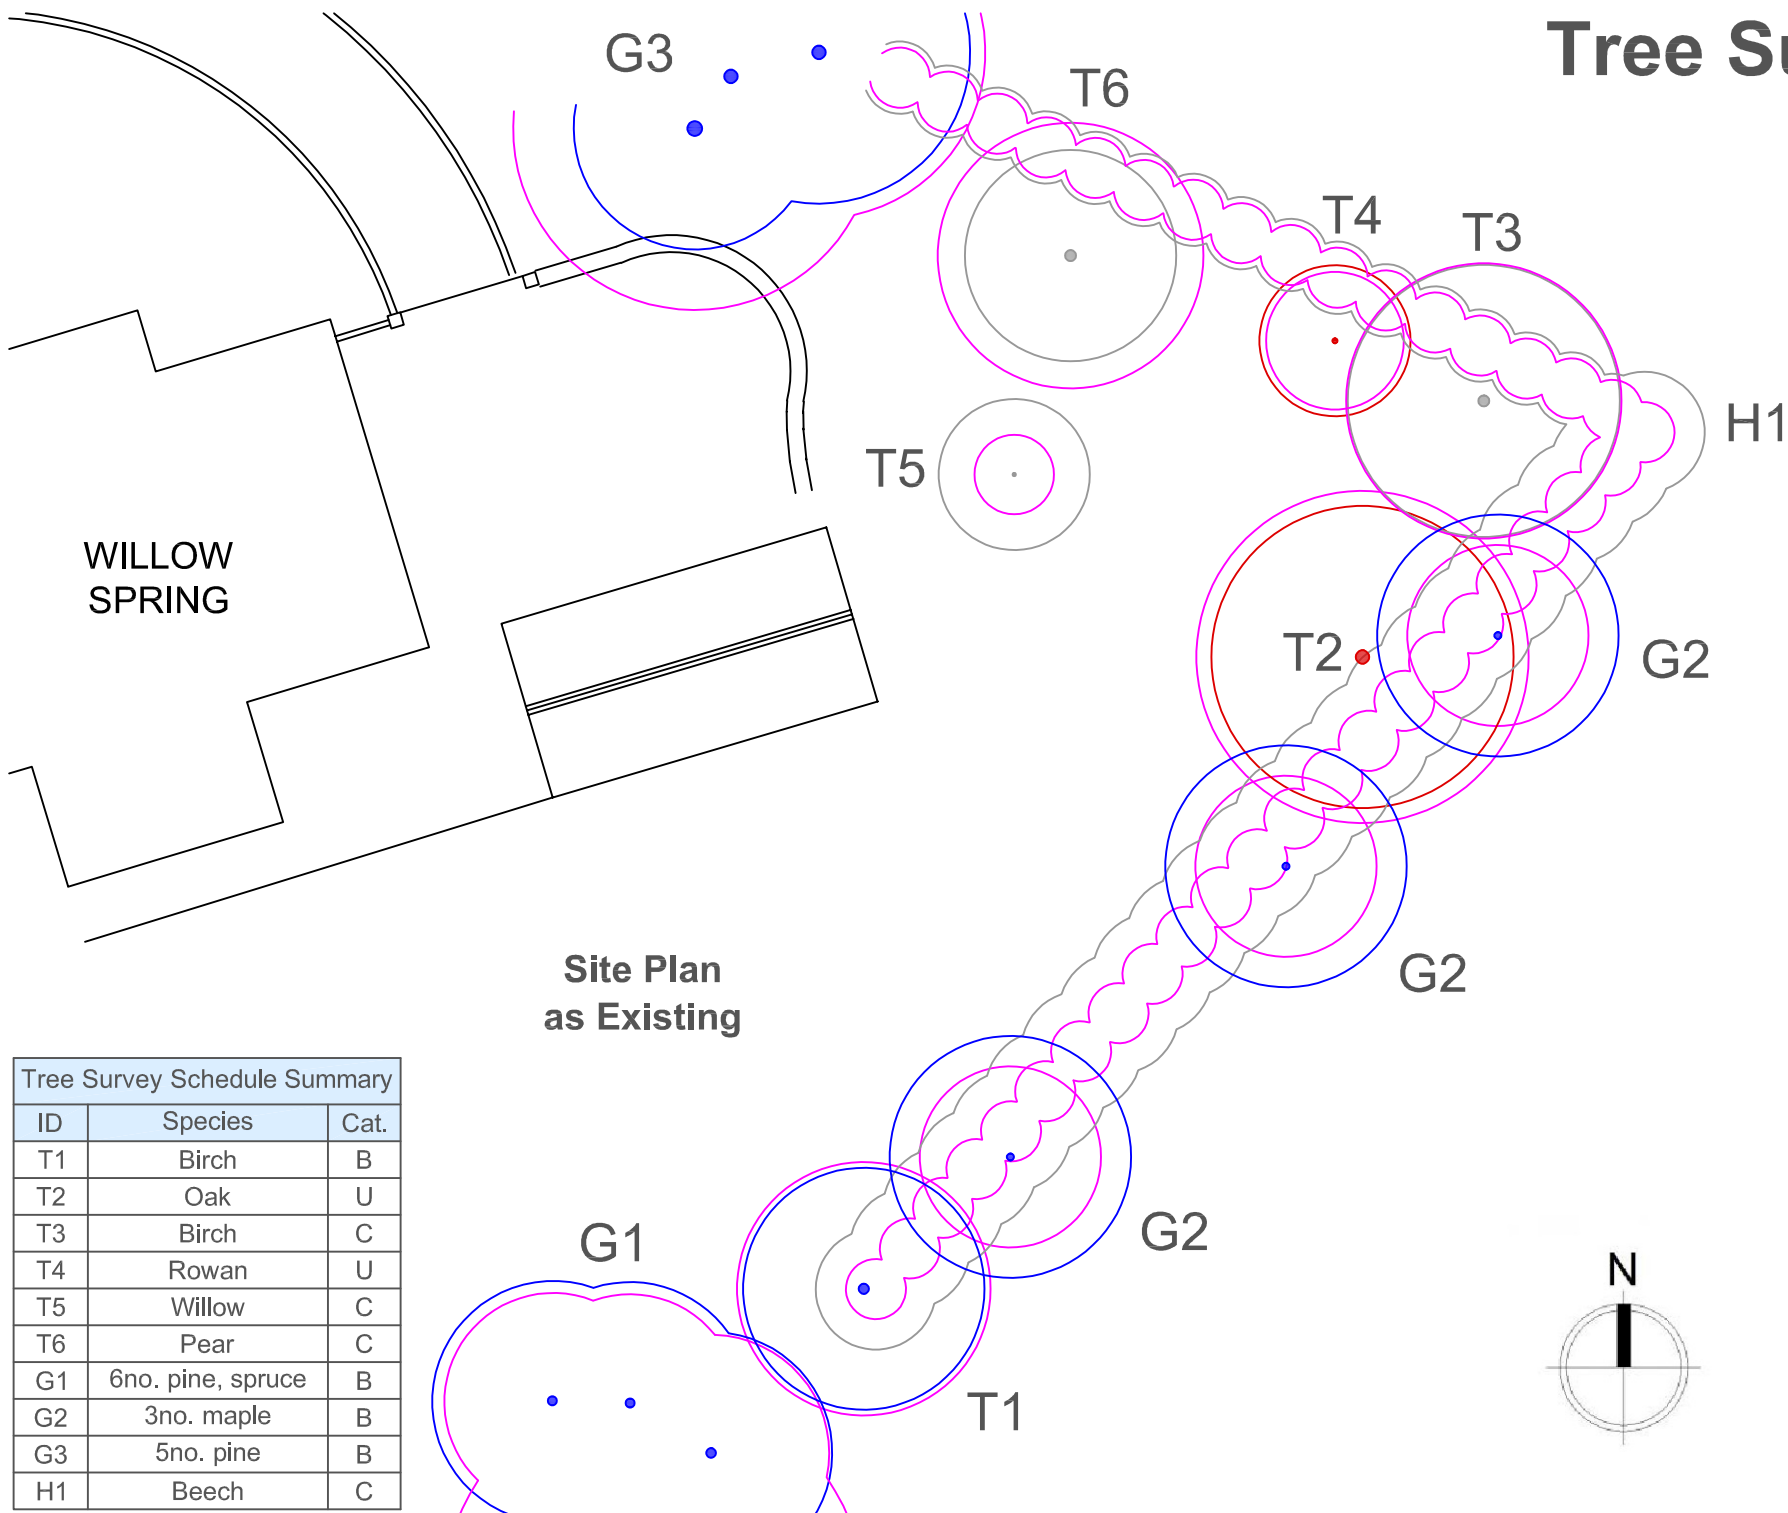 Tree Su
G3
T6
T4
T3
H1
T5
WILLOW
SPRING
T2
G2
Site Plan
as Existing
G2
G1
G2
T1
N
Tree Survey Schedule Summary
ID Species Cat.
T1 Birch B
T2 Oak U
T3 Birch C
T4 Rowan U
T5 Willow C
T6 Pear C
G1 6no. pine, spruce B
G2 3no. maple B
G3 5no. pine B
H1 Beech C